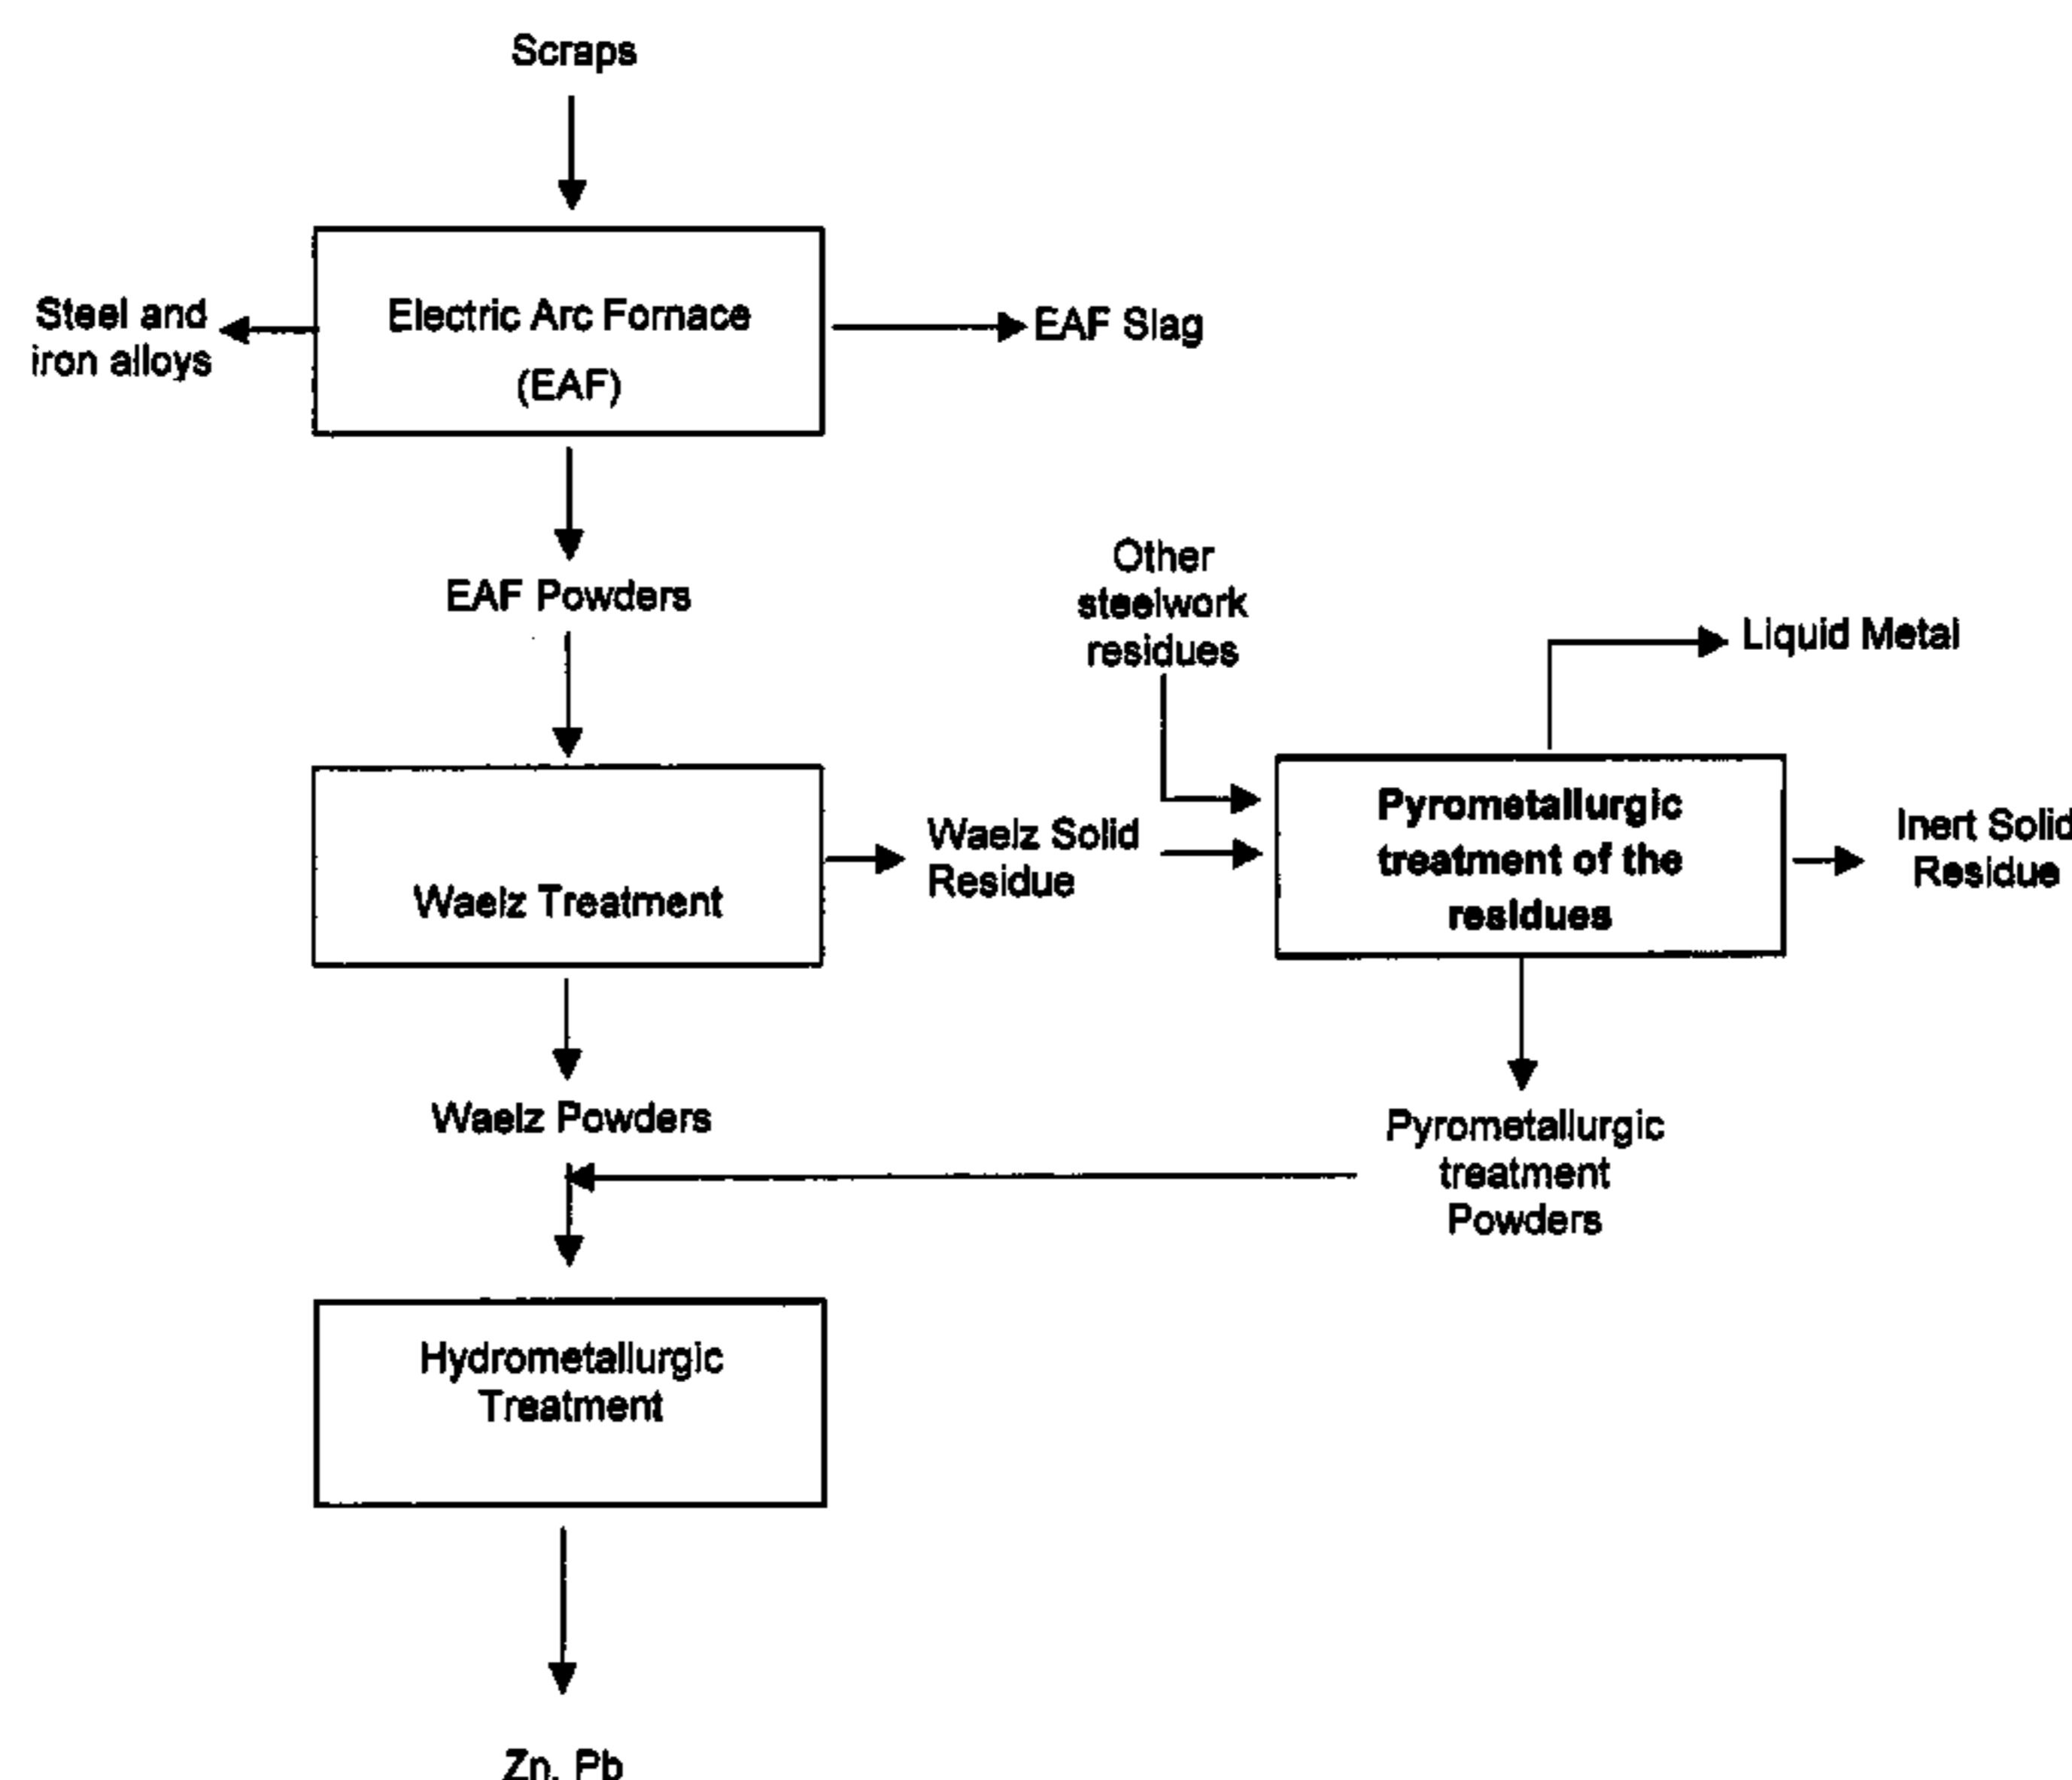 Scraps
Steel and
iron alloys
Electric Arc Fornace
(EAF)
EAF Slag
EAF Powders
Other
steelwork
residues
Liquid Metal
Waelz Treatment
Waelz Solid
Residue
Pyrometallurgic
treatment of the
residues
Inert Solid
Residue
Waelz Powders
Pyrometallurgic
treatment
Powders
Hydrometallurgic
Treatment
Zn, Pb